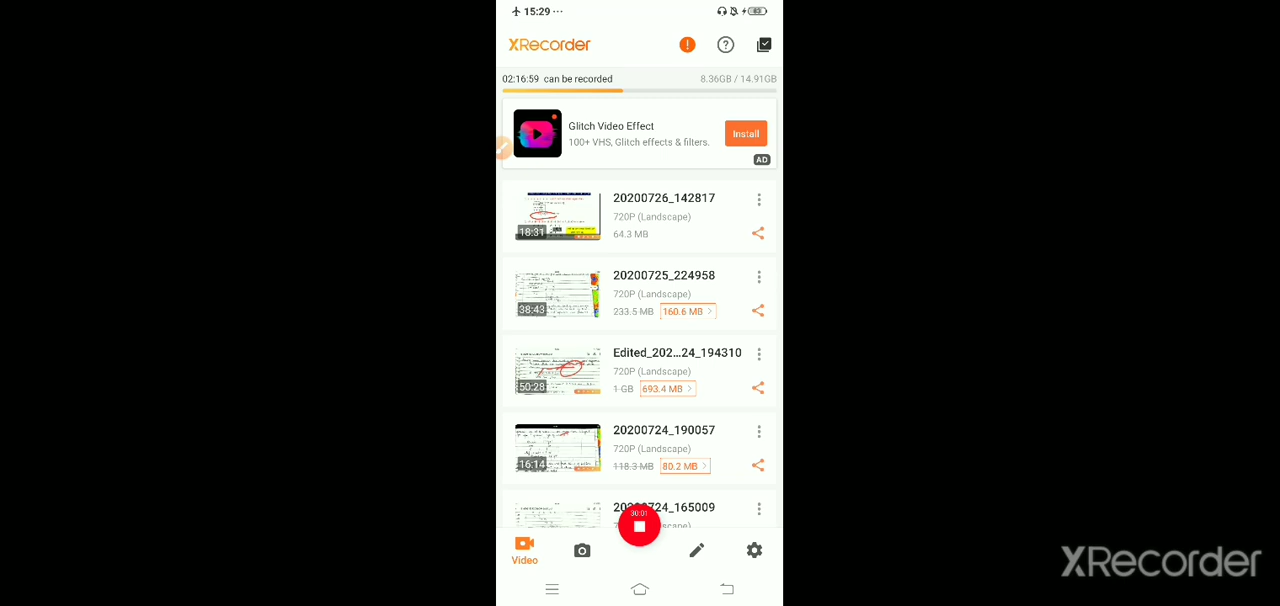 15:29 ···
63
XRecorder
02:16:59 can be recorded
8.36GB / 14.91GB
Glitch Video Effect
100+ VHS, Glitch effects & filters.
Install
AD
20200726_142817
720P (Landscape)
64.3 MB
18:31
20200725_224958
720P (Landscape)
233.5 MB 160.6 MB >
38:43
Edited_202...24_194310
720P (Landscape)
1 GB 693.4 MB >
50:28
20200724_190057
720P (Landscape)
118.3 MB 80.2 MB >
16:14
20200724_165009
30:01
Video
XRecorder